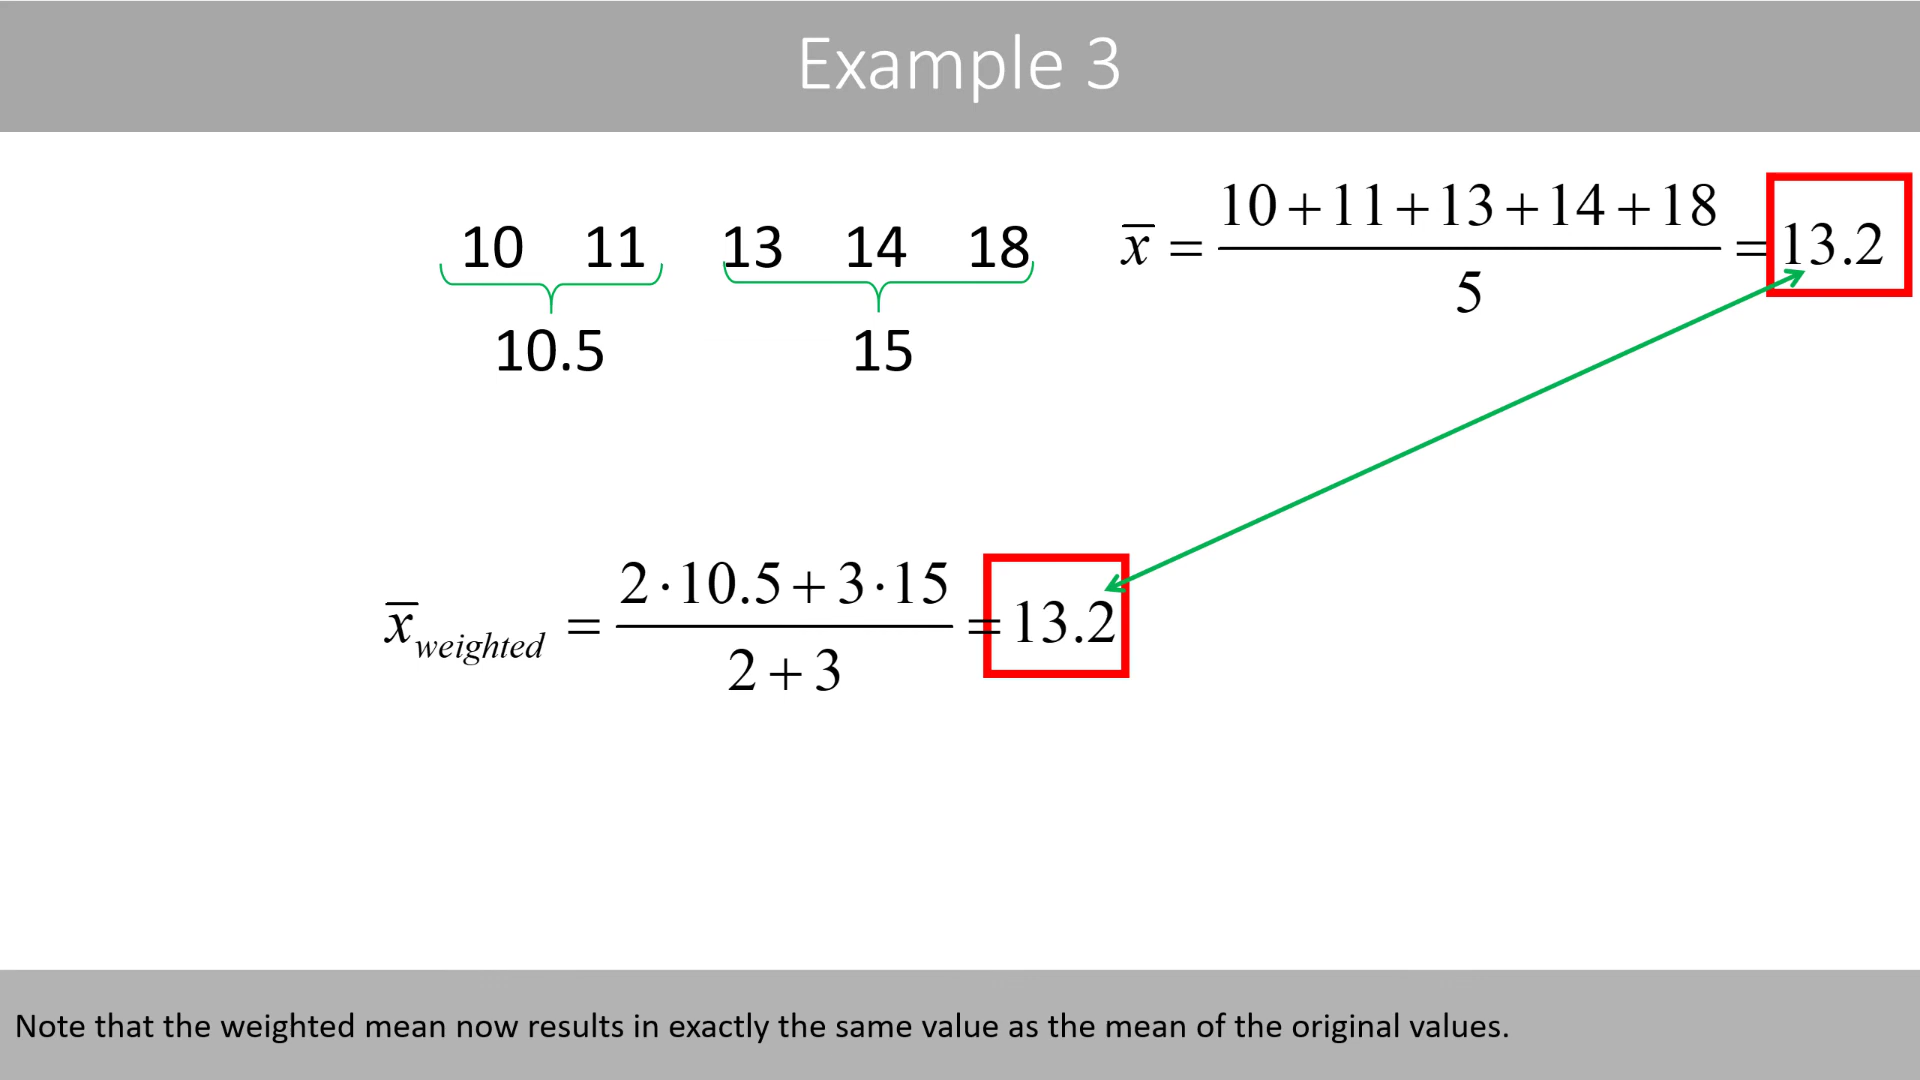 Example 3
10 11 13 14 18
10.5 15
x̄ = (10+11+13+14+18)/5 = 13.2
x̄weighted = (2·10.5+3·15)/(2+3) = 13.2
Note that the weighted mean now results in exactly the same value as the mean of the original values.